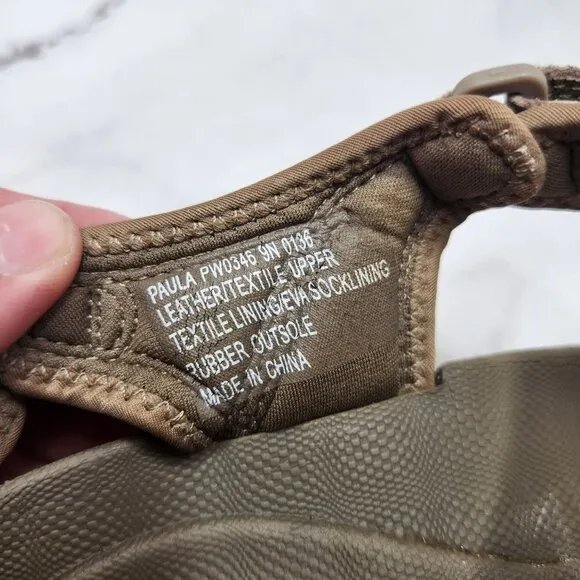 PAULA PW0346 9N 0136
LEATHER/TEXTILE UPPER
TEXTILE LINING/EVA SOCKLINING
RUBBER OUTSOLE
MADE IN CHINA